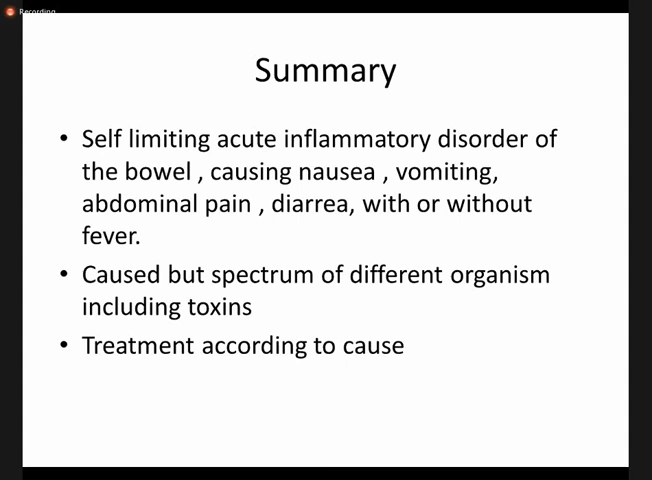 Recording
Summary
• Self limiting acute inflammatory disorder of
the bowel , causing nausea , vomiting,
abdominal pain , diarrea, with or without
fever.
• Caused but spectrum of different organism
including toxins
• Treatment according to cause